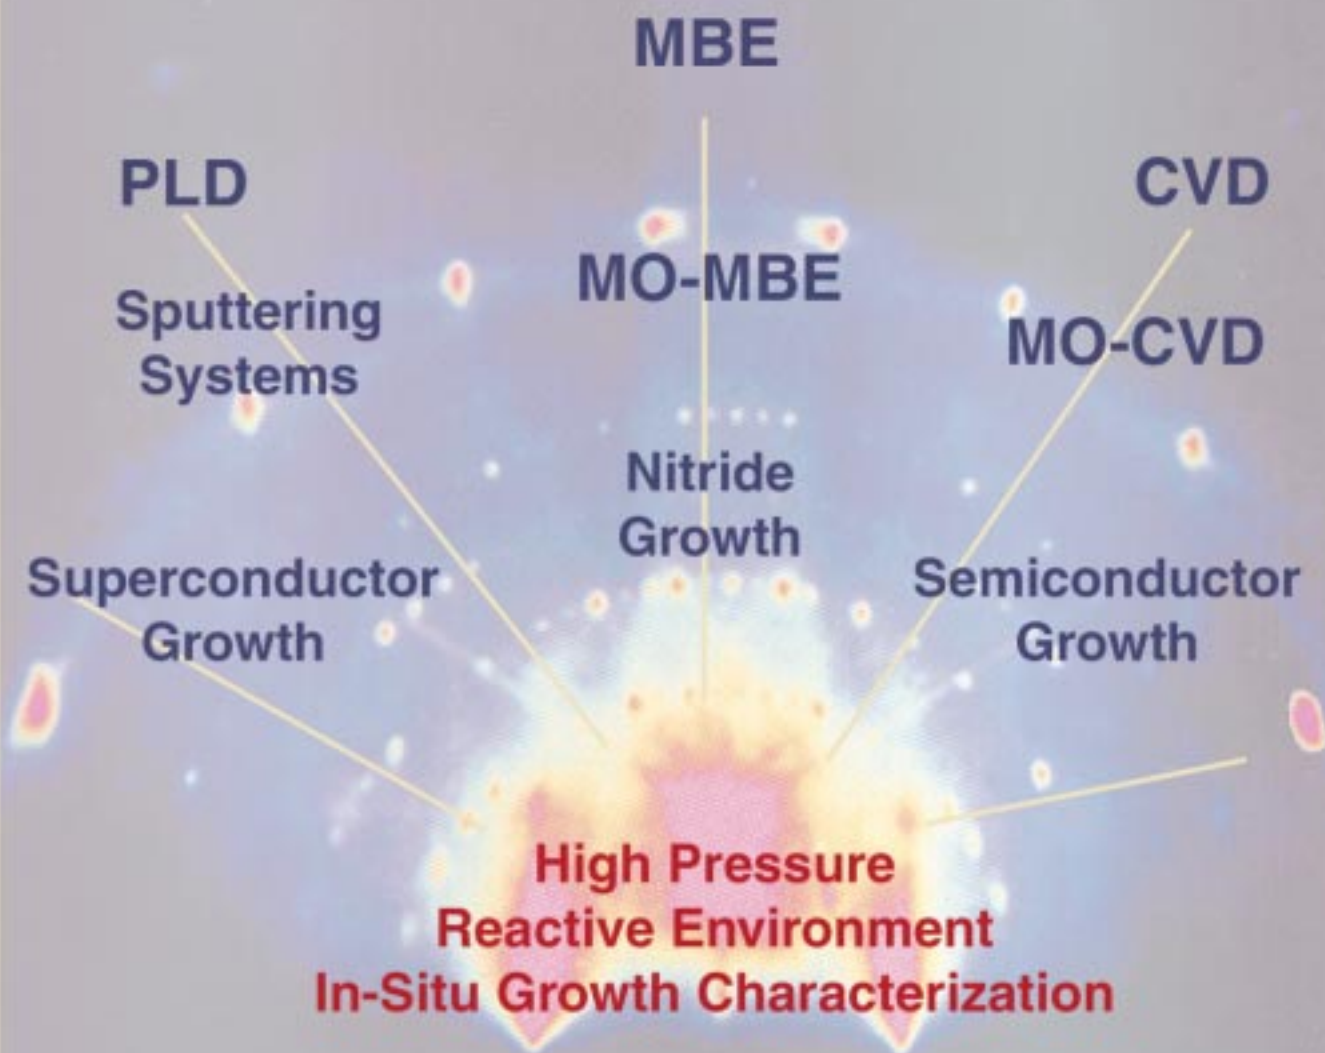 MBE
PLD
CVD
MO-MBE
Sputtering
Systems
MO-CVD
Nitride
Growth
Superconductor
Growth
Semiconductor
Growth
High Pressure
Reactive Environment
In-Situ Growth Characterization